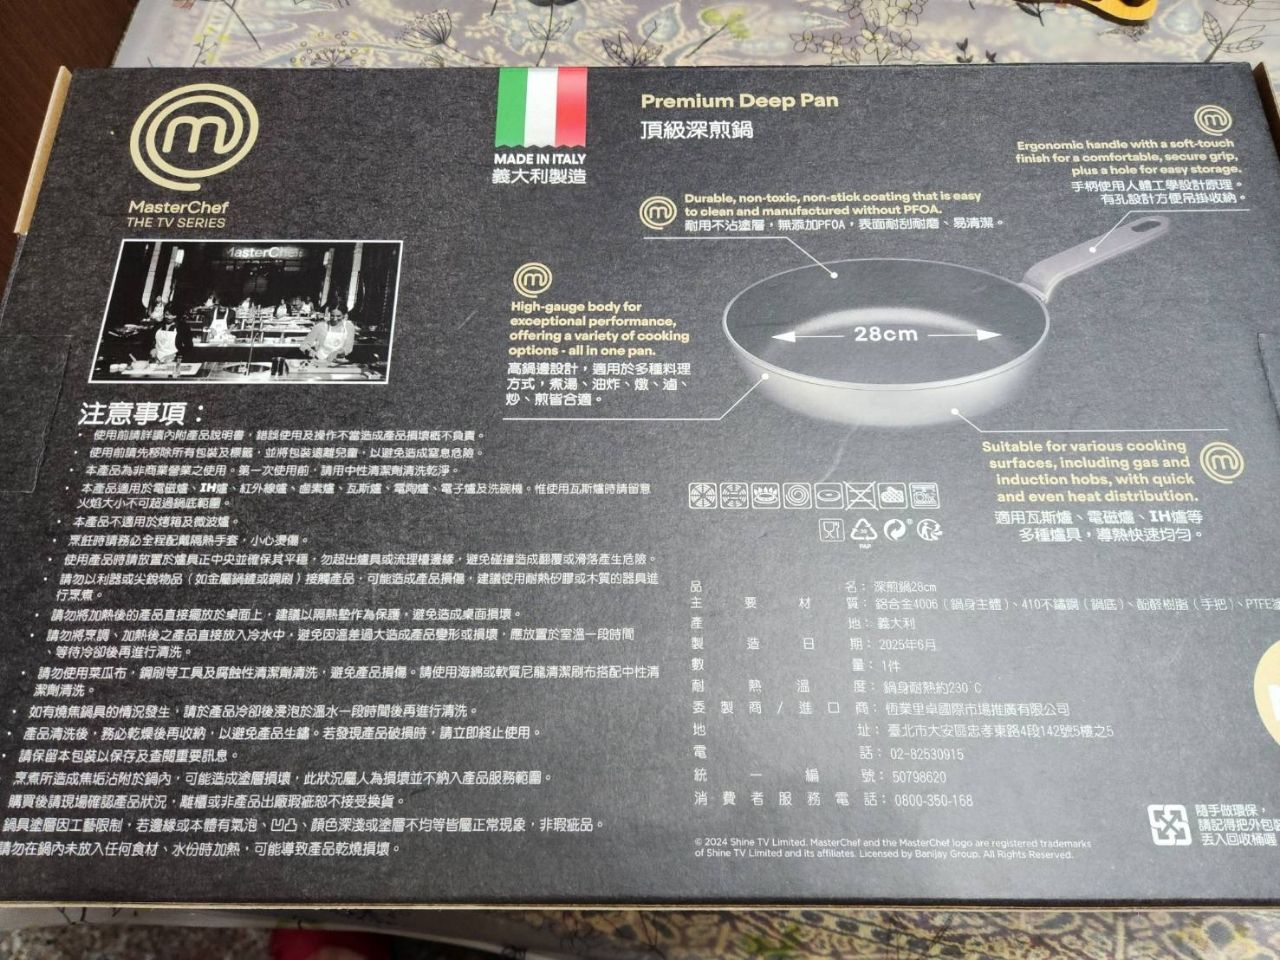 MasterChef
THE TV SERIES
MasterChef
MADE IN ITALY
義大利製造
Premium Deep Pan
頂級深煎鍋
Ergonomic handle with a soft-touch
finish for a comfortable, secure grip,
plus a hole for easy storage.
手柄使用人體工學設計原理。
有孔設計方便吊掛收納。
Durable, non-toxic, non-stick coating that is easy
to clean and manufactured without PFOA.
耐用不沾塗層，無添加PFOA，表面耐刮耐磨、易清潔。
High-gauge body for
exceptional performance,
offering a variety of cooking
options - all in one pan.
高鍋邊設計，適用於多種料理
方式，煮湯、油炸、燉、滷、
炒、煎皆合適。
28cm
Suitable for various cooking
surfaces, including gas and
induction hobs, with quick
and even heat distribution.
適用瓦斯爐、電磁爐、IH爐等
多種爐具，導熱快速均勻。
PAP
注意事項：
• 使用前請詳讀內附產品說明書，錯誤使用及操作不當造成產品損壞概不負責。
• 使用前請先移除所有包裝及標籤，並將包裝遠離兒童，以避免造成窒息危險。
• 本產品為非商業營業之使用。第一次使用前，請用中性清潔劑清洗乾淨。
• 本產品適用於電磁爐、IH爐、紅外線爐、鹵素爐、瓦斯爐、電陶爐、電子爐及洗碗機。惟使用瓦斯爐時請留意
火焰大小不可超過鍋底範圍。
• 本產品不適用於烤箱及微波爐。
• 烹飪時請務必全程配戴隔熱手套，小心燙傷。
• 使用產品時請放置於爐具正中央並確保其平穩，勿超出爐具或流理檯邊緣，避免碰撞造成翻覆或滑落產生危險。
• 請勿以利器或尖銳物品（如金屬鍋鏟或鋼刷）接觸產品，可能造成產品損傷，建議使用耐熱矽膠或木質的器具進
行烹煮。
• 請勿將加熱後的產品直接擺放於桌面上，建議以隔熱墊作為保護，避免造成桌面損壞。
• 請勿將烹調、加熱後之產品直接放入冷水中，避免因溫差過大造成產品變形或損壞，應放置於室溫一段時間
、等待冷卻後再進行清洗。
• 請勿使用菜瓜布，鋼刷等工具及腐蝕性清潔劑清洗，避免產品損傷。請使用海綿或軟質尼龍清潔刷布搭配中性清
潔劑清洗。
• 如有燒焦鍋具的情況發生，請於產品冷卻後浸泡於溫水一段時間後再進行清洗。
• 產品清洗後，務必乾燥後再收納，以避免產品生鏽。若發現產品破損時，請立即終止使用。
• 請保留本包裝以保存及查閱重要訊息。
烹煮所造成焦垢沾附於鍋內，可能造成塗層損壞，此狀況屬人為損壞並不納入產品服務範圍。
購買後請現場確認產品狀況，離櫃或非產品出廠瑕疵恕不接受換貨。
鍋具塗層因工藝限制，若邊緣或本體有氣泡、凹凸、顏色深淺或塗層不均等皆屬正常現象，非瑕疵品。
請勿在鍋內未放入任何食材、水份時加熱，可能導致產品乾燒損壞。
品名：深煎鍋28cm
主要材質：鋁合金4006（鍋身主體）、410不鏽鋼（鍋底）、酚醛樹脂（手把）、PTFE
產地：義大利
製造日期：2025年6月
數量：1件
耐熱溫度：鍋身耐熱約230°C
委製商/進口商：恆業里卓國際市場推廣有限公司
地址：臺北市大安區忠孝東路4段142號5樓之5
電話：02-82530915
統一編號：50798620
消費者服務電話：0800-350-168
© 2024 Shine TV Limited. MasterChef and the MasterChef logo are registered trademarks
of Shine TV Limited and its affiliates. Licensed by Banijay Group. All Rights Reserved.
隨手做環保，
請記得把外包裝
丟入回收桶喔